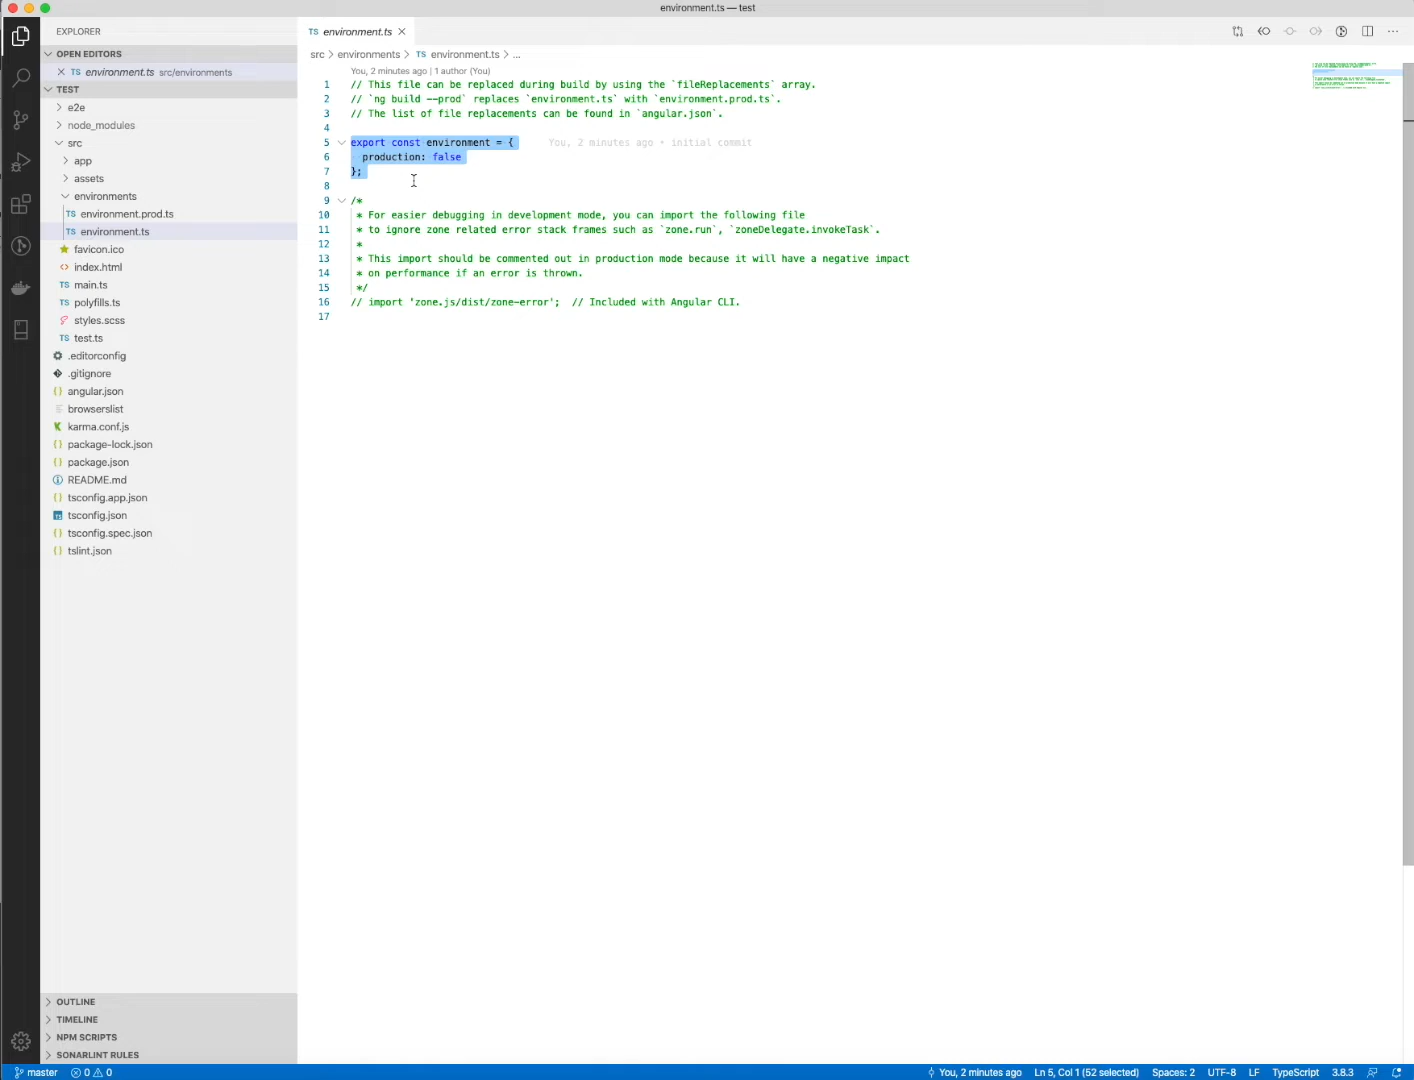 environment.ts — test
EXPLORER
OPEN EDITORS
TS environment.ts src/environments
TEST
e2e
node_modules
src
app
assets
environments
TS environment.prod.ts
TS environment.ts
favicon.ico
<> index.html
TS main.ts
TS polyfills.ts
styles.scss
TS test.ts
.editorconfig
.gitignore
{} angular.json
browserslist
karma.conf.js
{} package-lock.json
{} package.json
README.md
{} tsconfig.app.json
TS tsconfig.json
{} tsconfig.spec.json
{} tslint.json
OUTLINE
TIMELINE
NPM SCRIPTS
SONARLINT RULES
TS environment.ts
src > environments > TS environment.ts > ...
You, 2 minutes ago | 1 author (You)
1 // This file can be replaced during build by using the `fileReplacements` array.
2 // `ng build --prod` replaces `environment.ts` with `environment.prod.ts`.
3 // The list of file replacements can be found in `angular.json`.
4
5 export const environment = { You, 2 minutes ago • initial commit
6 production: false
7 };
8
9 /*
10 * For easier debugging in development mode, you can import the following file
11 * to ignore zone related error stack frames such as `zone.run`, `zoneDelegate.invokeTask`.
12 *
13 * This import should be commented out in production mode because it will have a negative impact
14 * on performance if an error is thrown.
15 */
16 // import 'zone.js/dist/zone-error'; // Included with Angular CLI.
17
master 0 0 You, 2 minutes ago Ln 5, Col 1 (52 selected) Spaces: 2 UTF-8 LF TypeScript 3.8.3